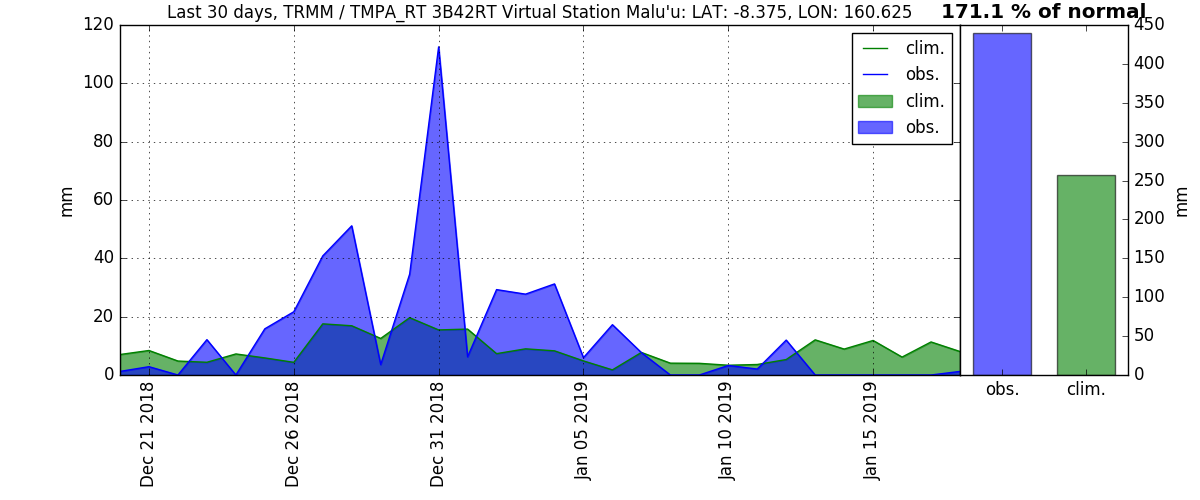 Last 30 days, TRMM / TMPA_RT 3B42RT Virtual Station Malu'u: LAT: -8.375, LON: 160.625
171.1 % of normal
120
100
80
60
40
20
0
mm
clim.
obs.
clim.
obs.
450
400
350
300
250
200
150
100
50
0
mm
obs.
clim.
Dec 21 2018
Dec 26 2018
Dec 31 2018
Jan 05 2019
Jan 10 2019
Jan 15 2019